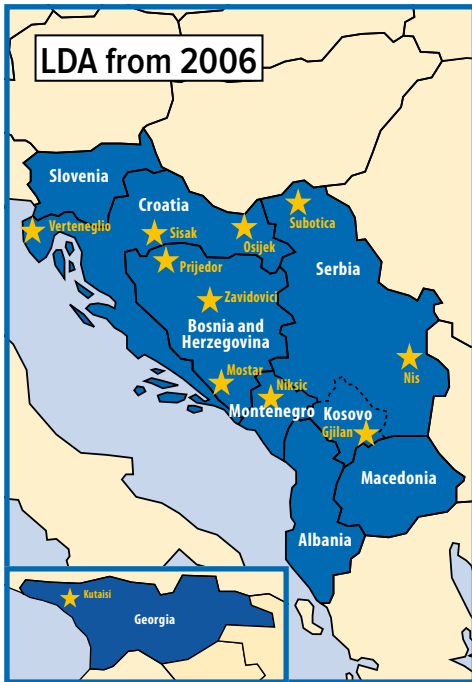 LDA from 2006
Slovenia
Croatia
Verteneglio
Sisak
Osijek
Subotica
Prijedor
Serbia
Zavidovici
Bosnia and
Herzegovina
Mostar
Niksic
Nis
Montenegro
Kosovo
Gjilan
Macedonia
Albania
Kutaisi
Georgia